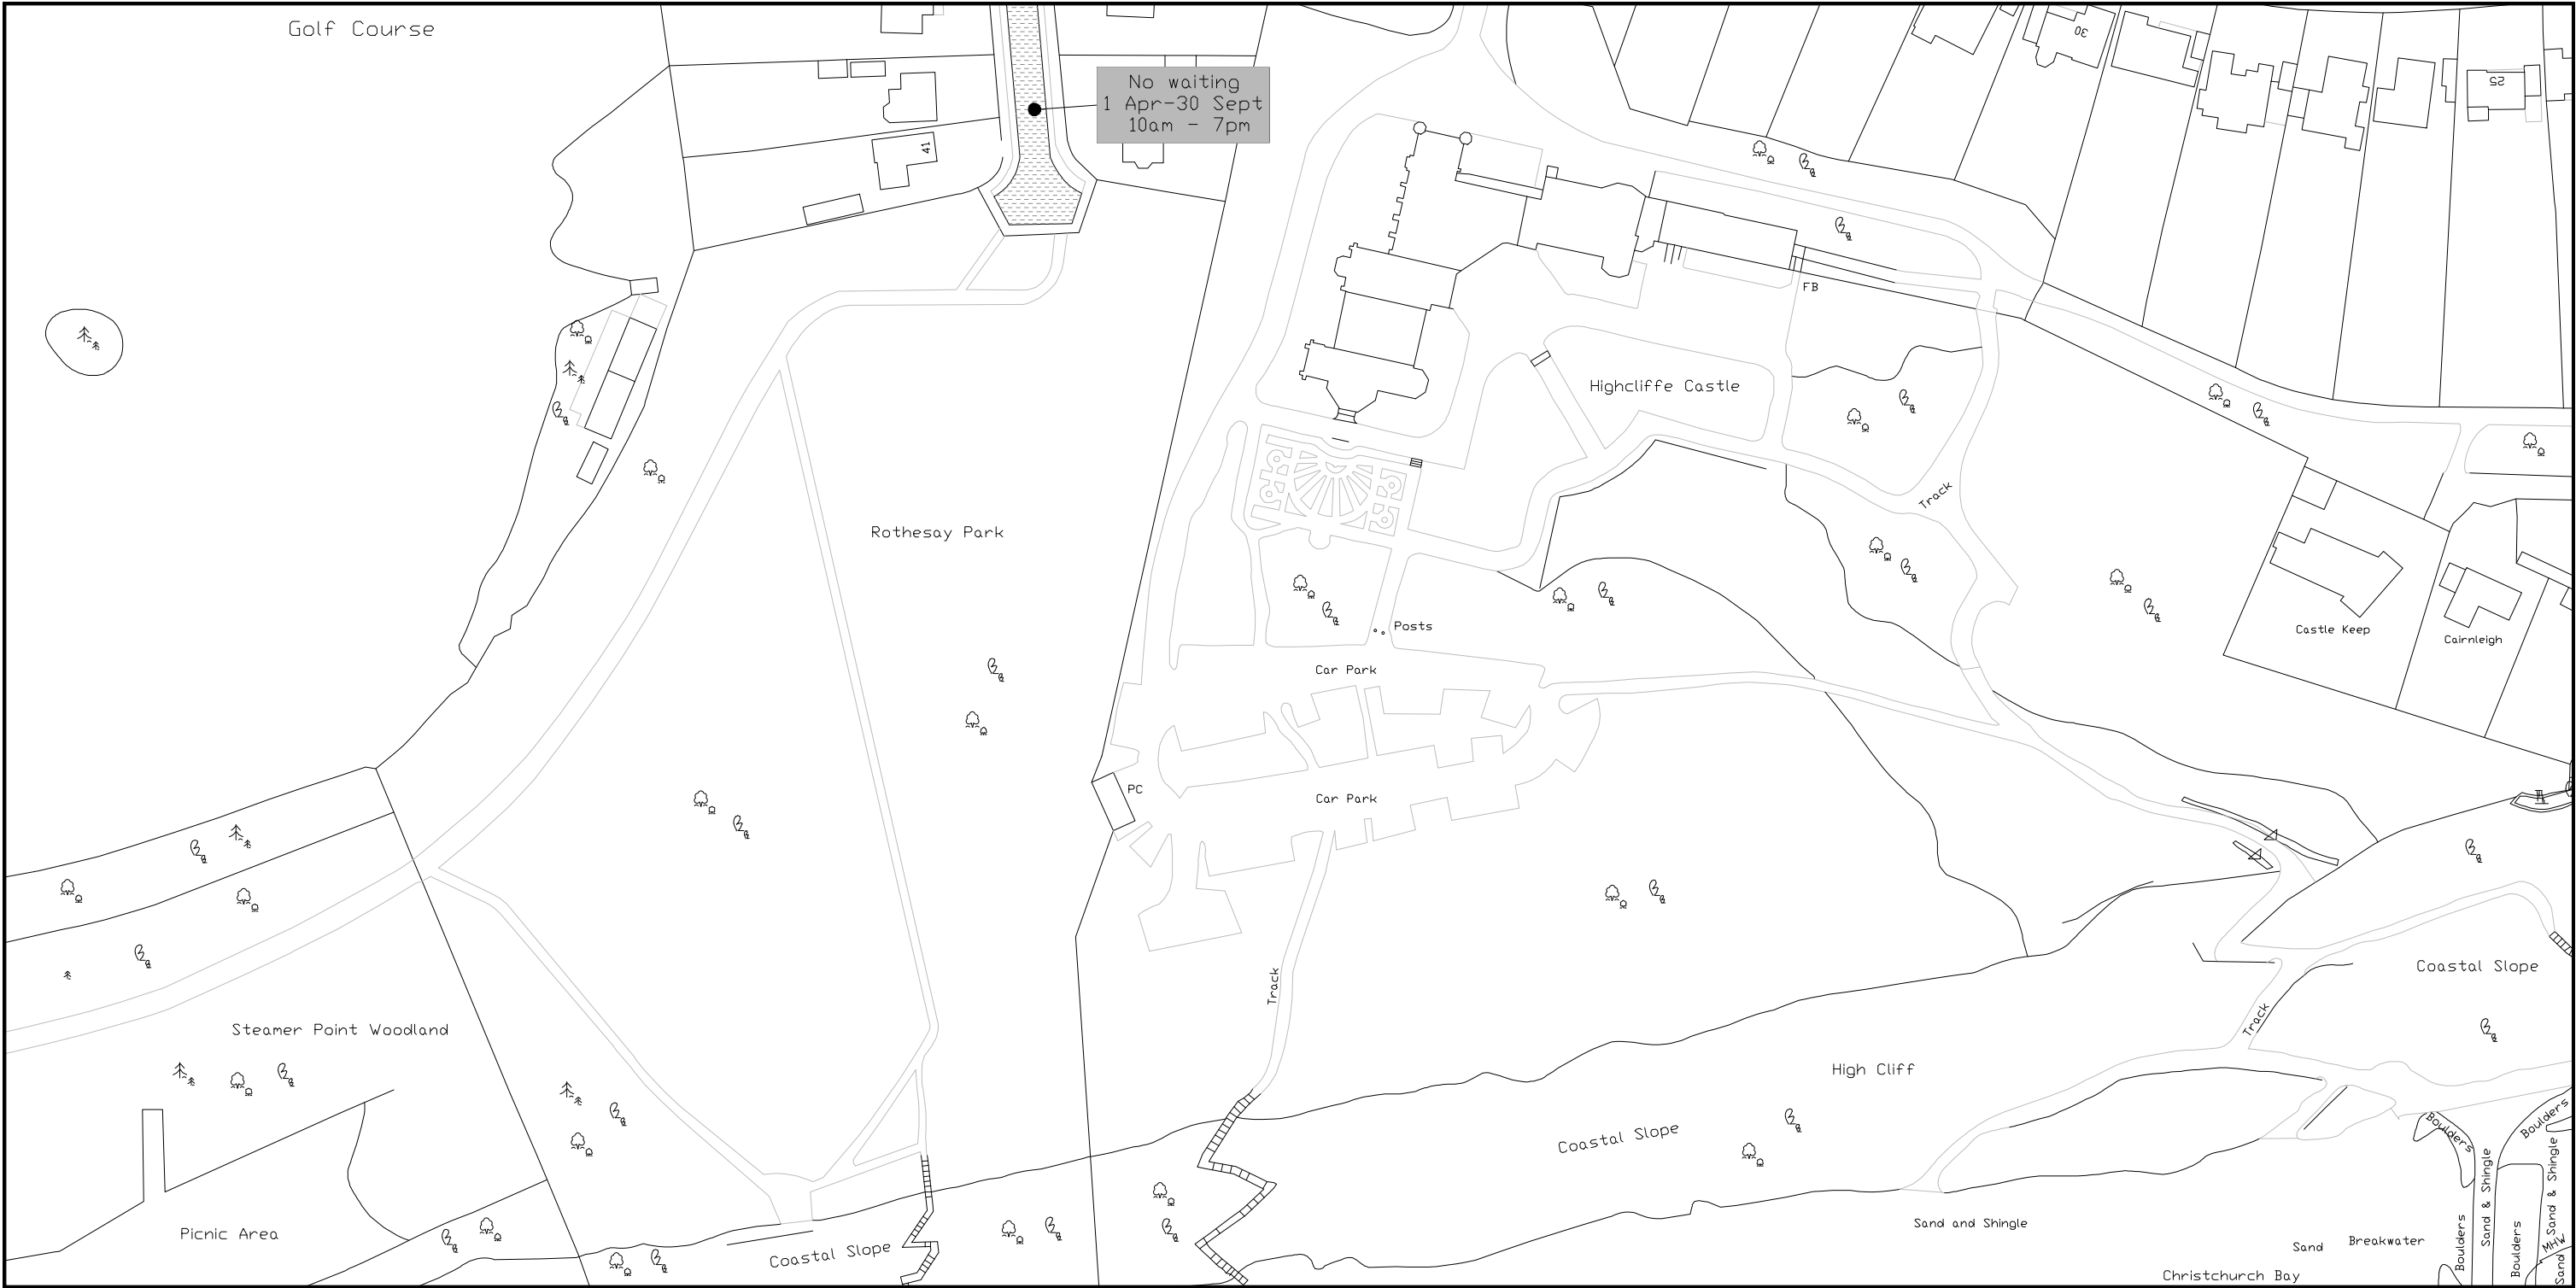 Golf Course
No waiting
1 Apr-30 Sept
10am - 7pm
30
25
41
FB
Highcliffe Castle
Track
Rothesay Park
Posts
Castle Keep
Cairnleigh
Car Park
PC
Car Park
Track
Coastal Slope
Track
Steamer Point Woodland
High Cliff
Boulders
Boulders
Coastal Slope
Sand & Shingle
Sand & Shingle
Picnic Area
Coastal Slope
Sand and Shingle
Sand
Breakwater
Boulders
Boulders
MHW
Sand
Christchurch Bay